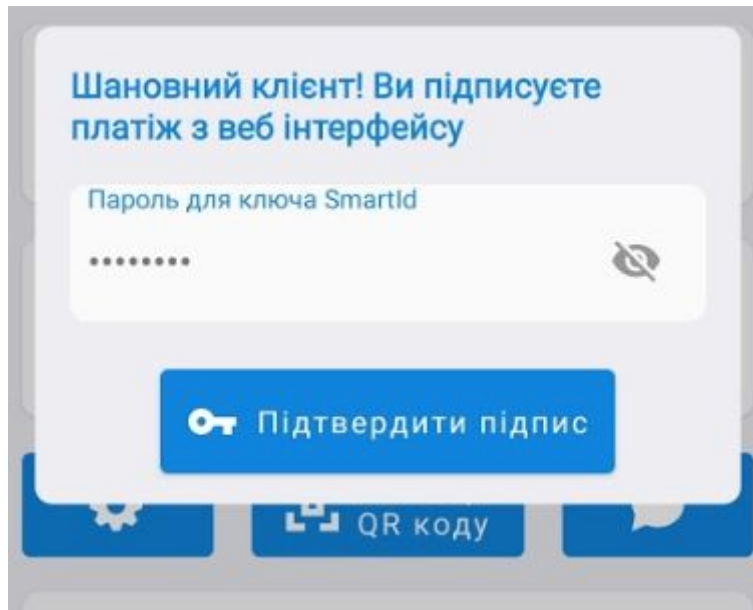 Шановний клієнт! Ви підписуєте
платіж з веб інтерфейсу
Пароль для ключа SmartId
••••••••
Підтвердити підпис
QR коду